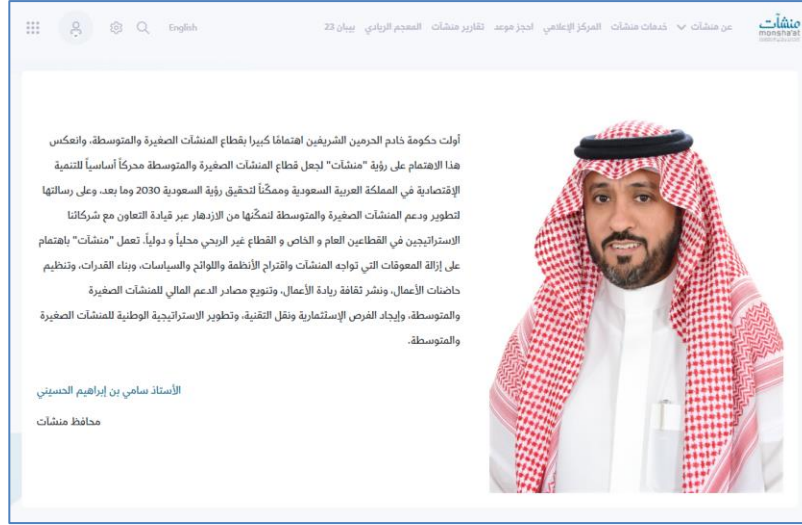 منشآت
monsha'at
عن منشآت
خدمات منشآت
المركز الإعلامي
احجز موعد
تقارير منشآت
المعجم الريادي
بيبان 23
English
أولت حكومة خادم الحرمين الشريفين اهتمامًا كبيرا بقطاع المنشآت الصغيرة والمتوسطة، وانعكس
هذا الاهتمام على رؤية "منشآت" لجعل قطاع المنشآت الصغيرة والمتوسطة محركاً أساسياً للتنمية
الإقتصادية في المملكة العربية السعودية وممكّناً لتحقيق رؤية السعودية 2030 وما بعد، وعلى رسالتها
لتطوير ودعم المنشآت الصغيرة والمتوسطة لنمكّنها من الازدهار عبر قيادة التعاون مع شركائنا
الاستراتيجين في القطاعين العام و الخاص و القطاع غير الربحي محلياً و دولياً. تعمل "منشآت" باهتمام
على إزالة المعوقات التي تواجه المنشآت واقتراح الأنظمة واللوائح والسياسات، وبناء القدرات، وتنظيم
حاضنات الأعمال، ونشر ثقافة ريادة الأعمال، وتنويع مصادر الدعم المالي للمنشآت الصغيرة
والمتوسطة، وإيجاد الفرص الإستثمارية ونقل التقنية، وتطوير الاستراتيجية الوطنية للمنشآت الصغيرة
والمتوسطة.
الأستاذ سامي بن إبراهيم الحسيني
محافظ منشآت